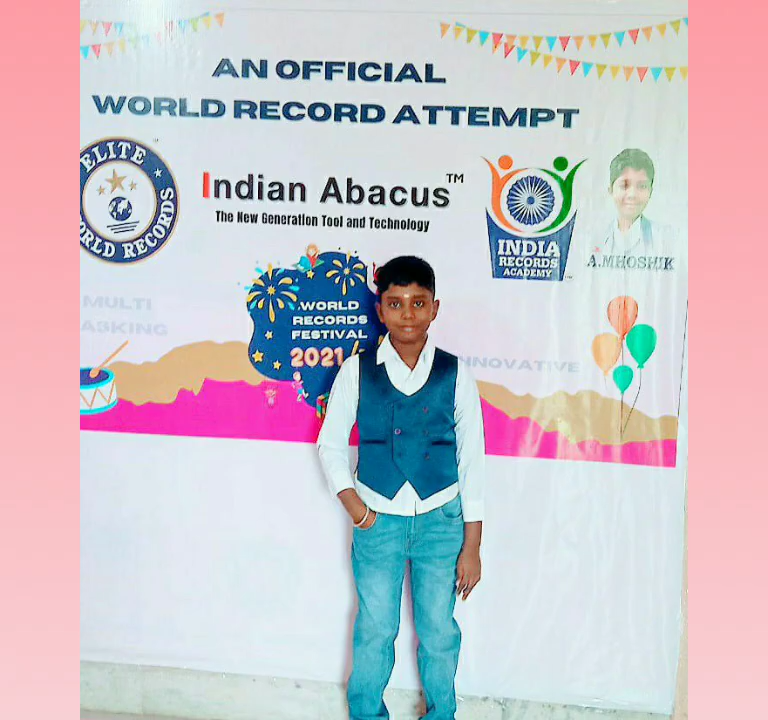 AN OFFICIAL
WORLD RECORD ATTEMPT
ELITE
WORLD RECORDS
Indian Abacus™
The New Generation Tool and Technology
INDIA
RECORDS
ACADEMY
A.MHOSHIK
MULTI
TASKING
WORLD
RECORDS
FESTIVAL
2021
INNOVATIVE